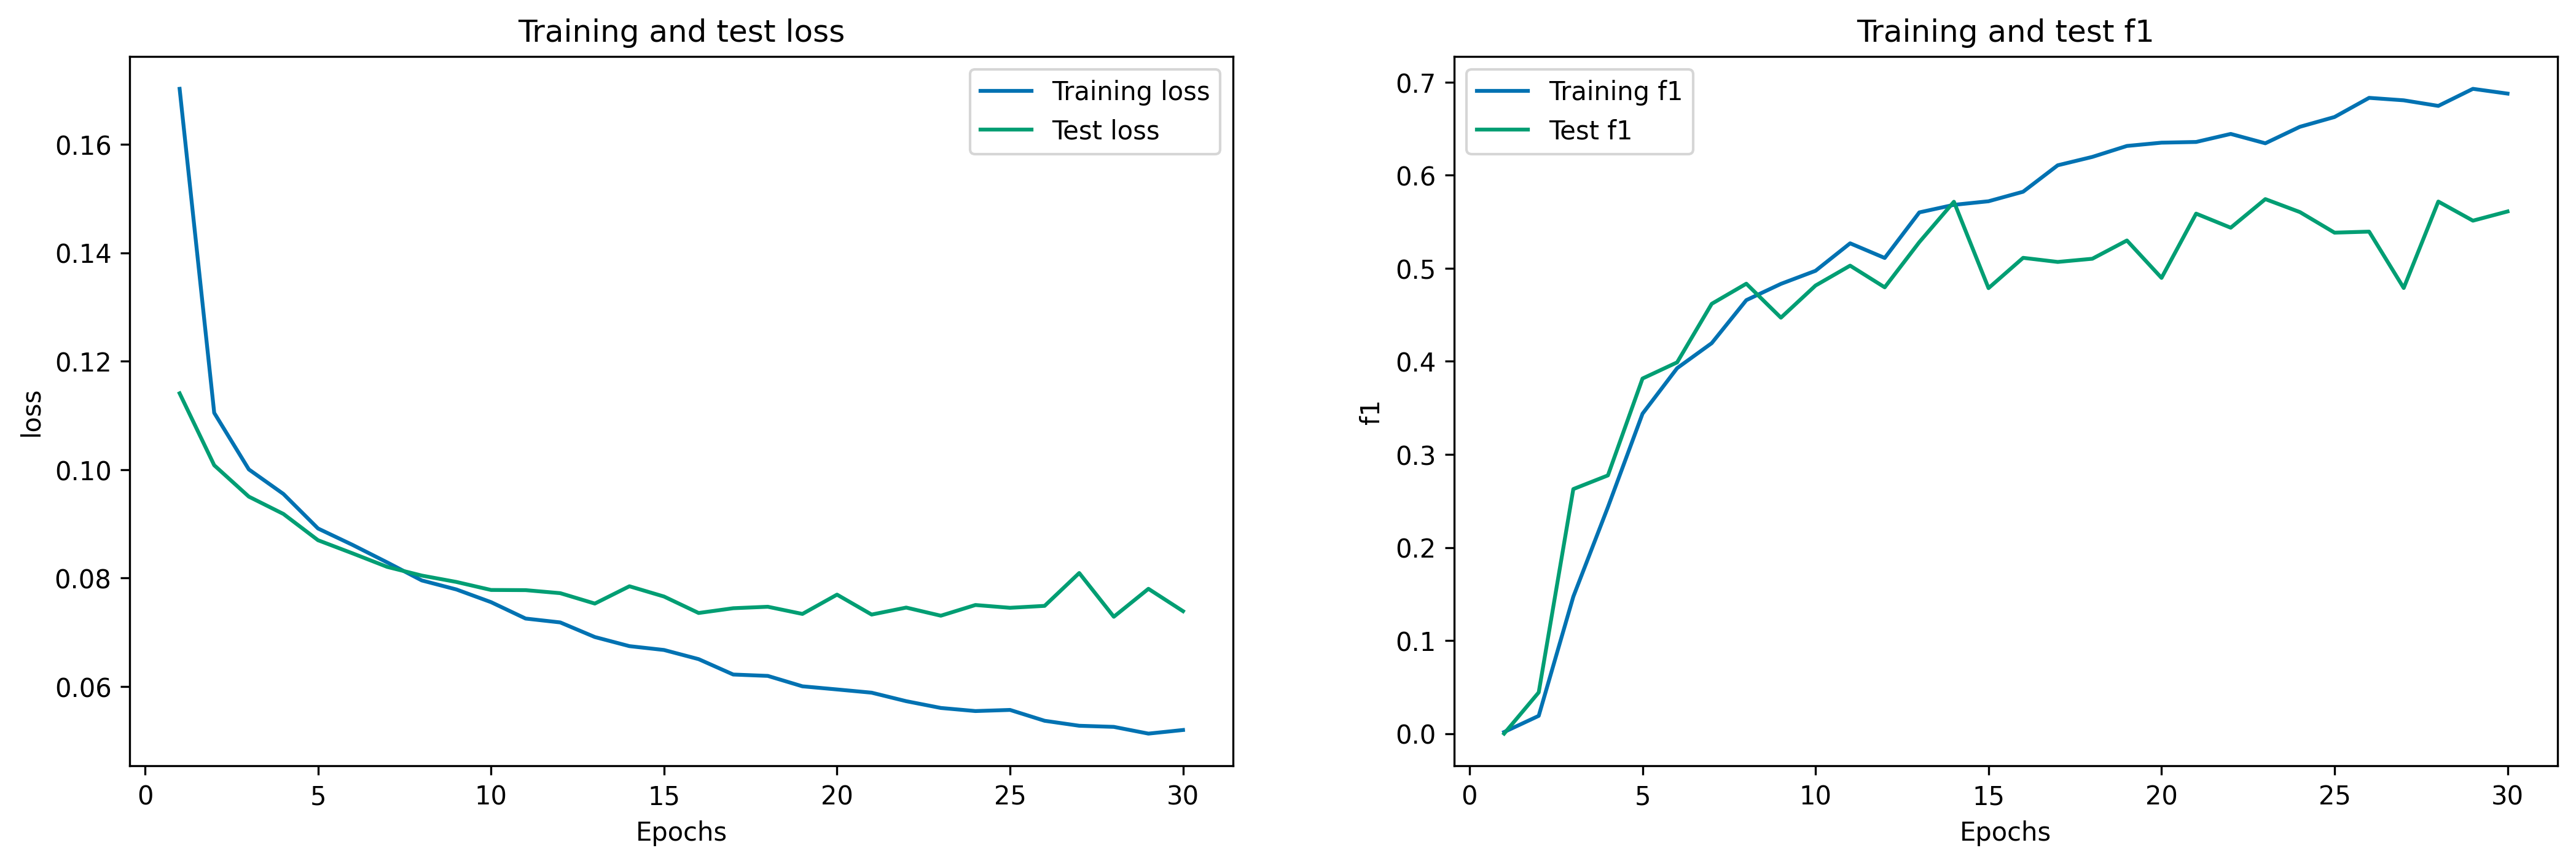 Training and test loss
Training loss
Test loss
0.16
0.14
0.12
0.10
0.08
0.06
loss
0 5 10 15 20 25 30
Epochs
Training and test f1
Training f1
Test f1
0.7
0.6
0.5
0.4
0.3
0.2
0.1
0.0
f1
0 5 10 15 20 25 30
Epochs